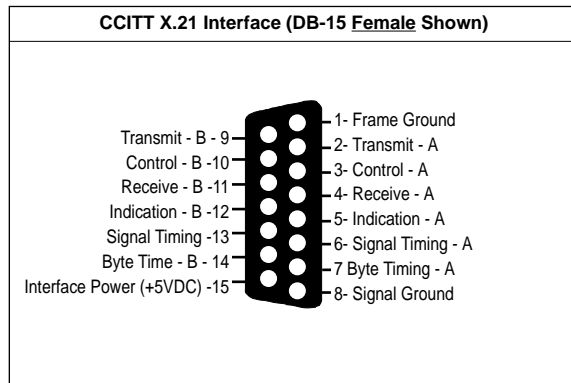 CCITT X.21 Interface (DB-15 Female Shown)
1- Frame Ground
Transmit - B - 9
2- Transmit - A
Control - B -10
3- Control - A
Receive - B -11
4- Receive - A
Indication - B -12
5- Indication - A
Signal Timing -13
6- Signal Timing - A
Byte Time - B - 14
7 Byte Timing - A
Interface Power (+5VDC) -15
8- Signal Ground